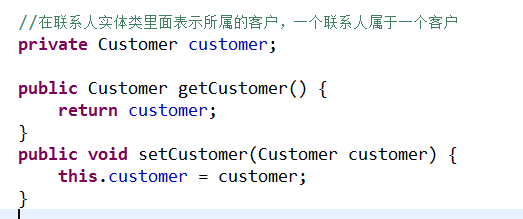 //在联系人实体类里面表示所属的客户，一个联系人属于一个客户
private Customer customer;
public Customer getCustomer() {
return customer;
}
public void setCustomer(Customer customer) {
this.customer = customer;
}